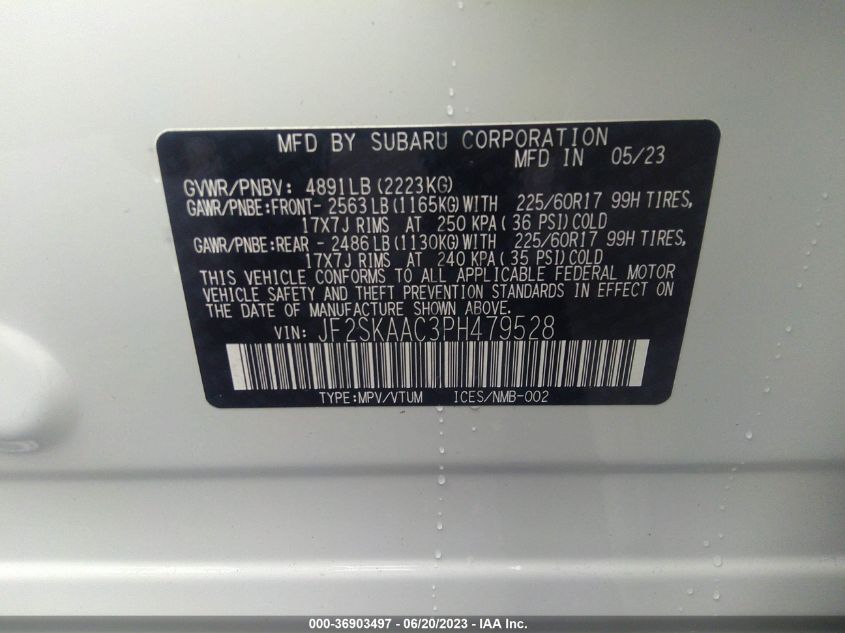 MFD BY SUBARU CORPORATION
MFD IN 05/23
GVWR/PNBV: 4891LB(2223KG)
GAWR/PNBE:FRONT- 2563LB(1165KG)WITH 225/60R17 99H TIRES,
17X7J RIMS AT 250 KPA( 36 PSI)COLD
GAWR/PNBE:REAR - 2486LB(1130KG)WITH 225/60R17 99H TIRES,
17X7J RIMS AT 240 KPA( 35 PSI)COLD
THIS VEHICLE CONFORMS TO ALL APPLICABLE FEDERAL MOTOR
VEHICLE SAFETY AND THEFT PREVENTION STANDARDS IN EFFECT ON
THE DATE OF MANUFACTURE SHOWN ABOVE.
VIN: JF2SKAAC3PH479528
TYPE:MPV/VTUM ICES/NMB-002
000-36903497 - 06/20/2023 - IAA Inc.